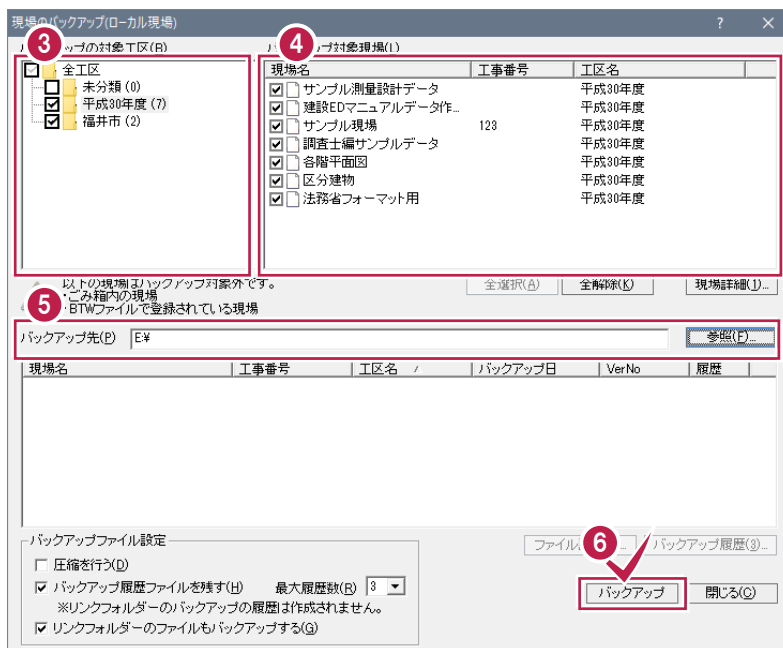 現場のバックアップ(ローカル現場) ? ×
3 4
アップの対象工区(B) アップ対象現場(L)
全工区
未分類 (0)
平成30年度 (7)
福井市 (2)
現場名 工事番号 工区名
サンプル測量設計データ 平成30年度
建設EDマニュアルデータ作... 平成30年度
サンプル現場 123 平成30年度
調査士編サンプルデータ 平成30年度
各階平面図 平成30年度
区分建物 平成30年度
法務省フォーマット用 平成30年度
以下の現場はバックアップ対象外です。
・ごみ箱内の現場
・BTWファイルで登録されている現場
全選択(A) 全解除(K) 現場詳細(1)...
5
バックアップ先(P) E:¥ 参照(F)...
現場名 工事番号 工区名 バックアップ日 VerNo 履歴
バックアップファイル設定
圧縮を行う(D)
バックアップ履歴ファイルを残す(H) 最大履歴数(R) 3
※リンクフォルダーのバックアップの履歴は作成されません。
リンクフォルダーのファイルもバックアップする(G)
ファイル ... バックアップ履歴(3)...
6
バックアップ 閉じる(C)